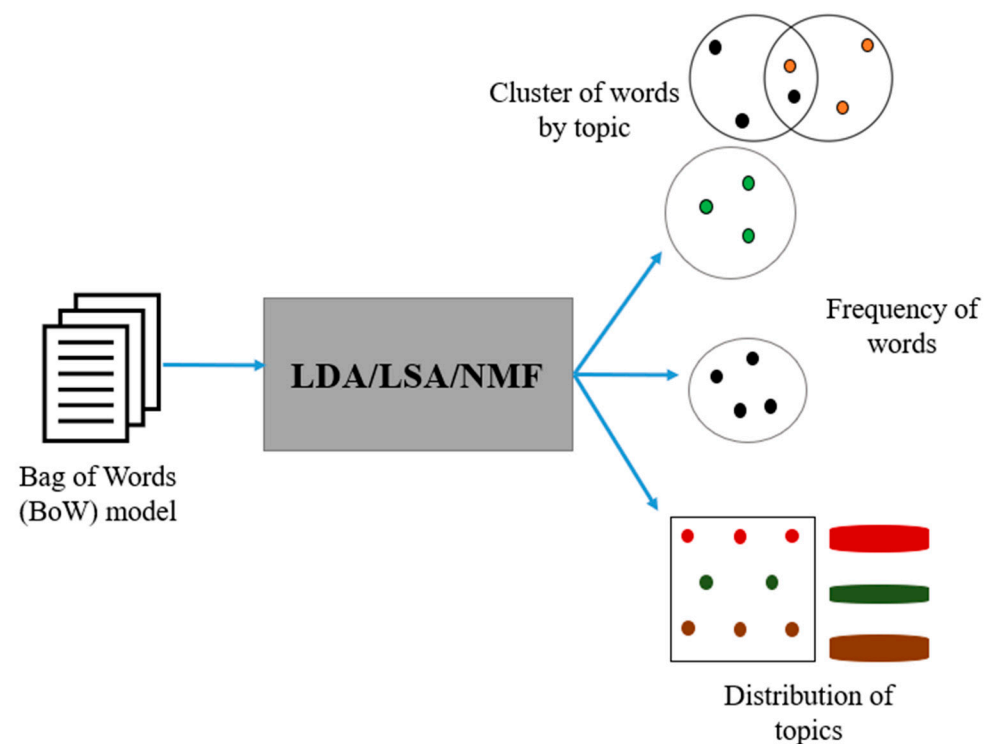 Cluster of words
by topic
Frequency of
words
LDA/LSA/NMF
Bag of Words
(BoW) model
Distribution of
topics